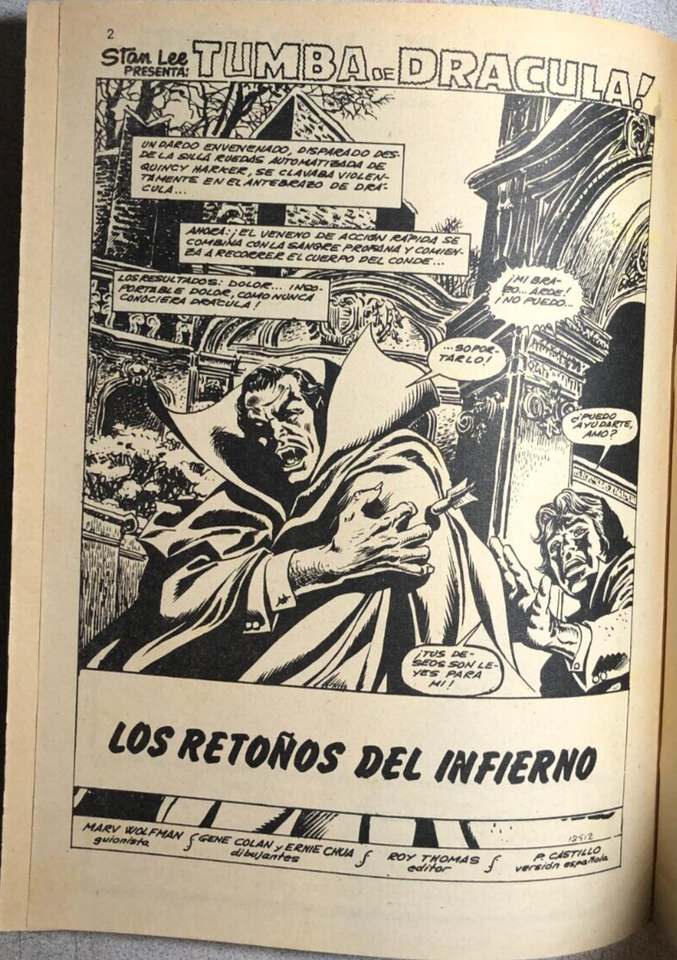 2
Stan Lee
PRESENTA:
TUMBA DE DRACULA!
UN DARDO ENVENENADO, DISPARADO DES-
DE LA SILLA RUEDAS AUTOMATIZADA DE
QUINCY HARKER, SE CLAVABA VIOLEN-
TAMENTE EN EL ANTEBRAZO DE DRÁ-
CULA...
AHORA: ¡EL VENENO DE ACCIÓN RÁPIDA SE
COMBINA CON LA SANGRE PROFANA Y COMIEN-
ZA A RECORRER EL CUERPO DEL CONDE...
LOS RESULTADOS: DOLOR... INSO-
PORTABLE DOLOR, COMO NUNCA
CONOCIERA DRACULA!
¡MI BRA-
ZO... ARDE!
¡NO PUEDO...
...SOPOR-
TARLO!
¿PUEDO
AYUDARTE,
AMO?
¡TUS DE-
SEOS SON LE-
YES PARA
MI!
LOS RETOÑOS DEL INFIERNO
MARV WOLFMAN
guionista
GENE COLAN y ERNIE CHUA
dibujantes
ROY THOMAS
editor
12512
P. CASTILLO
versión española